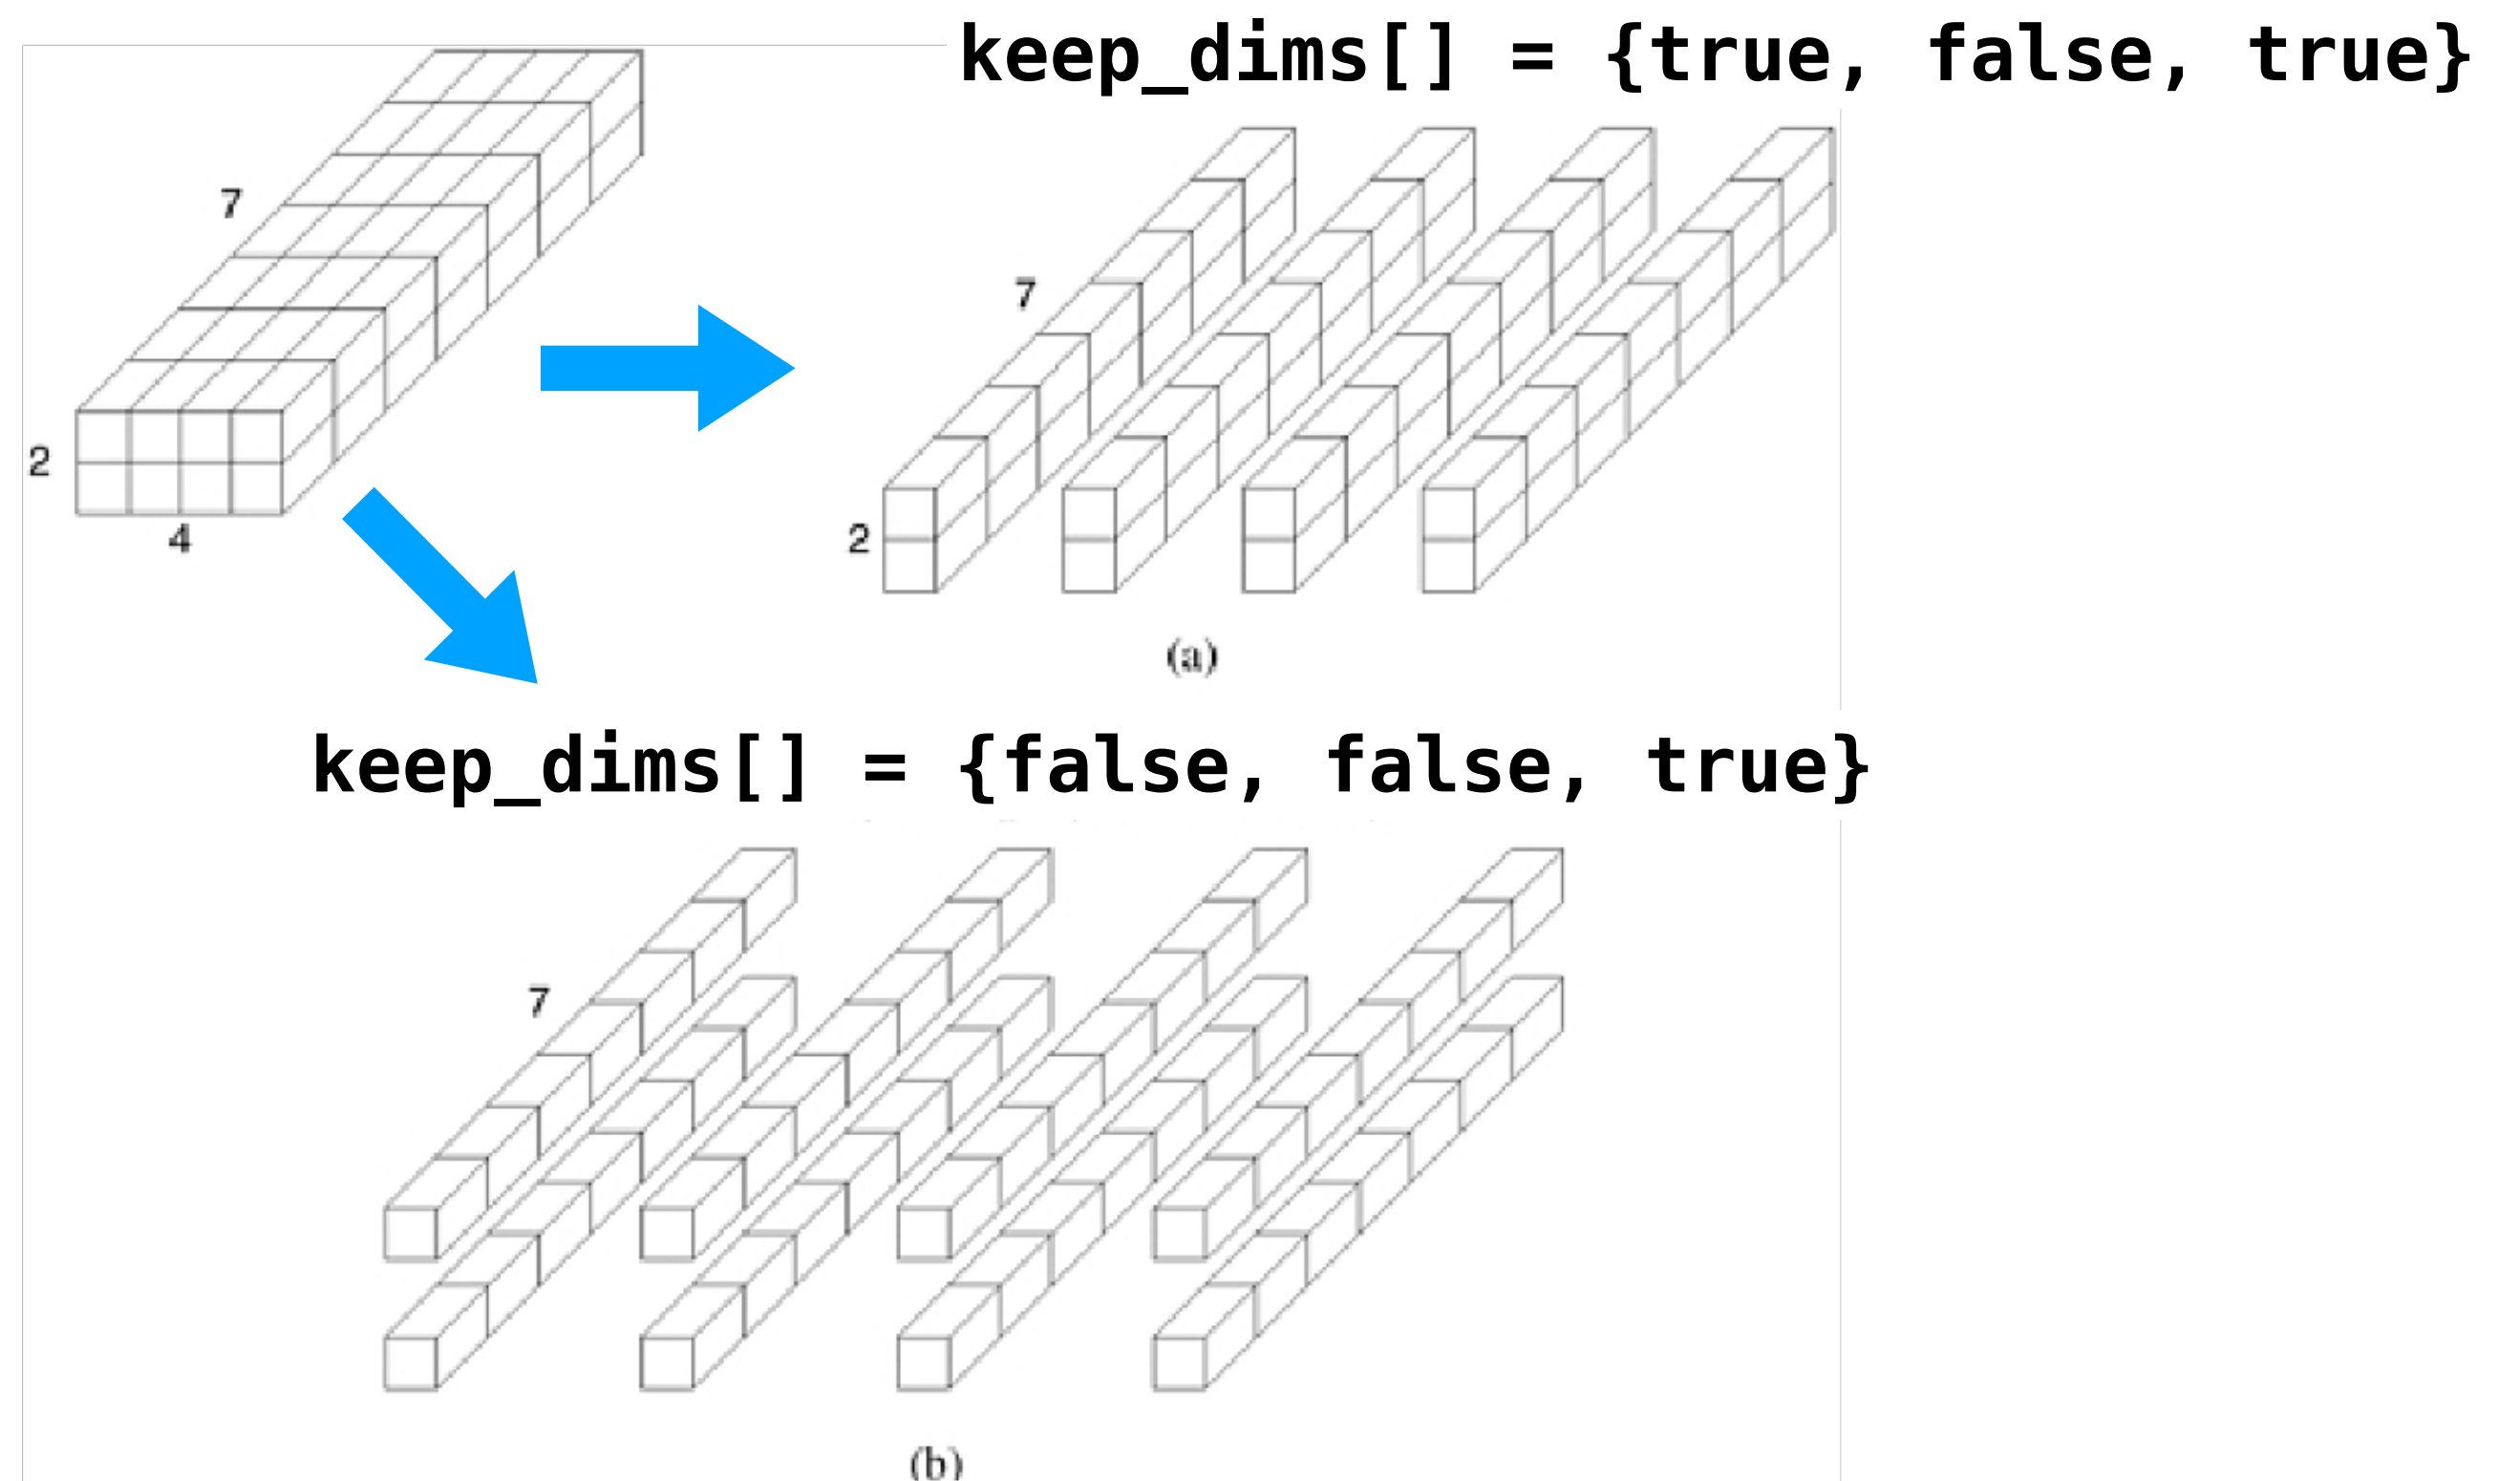 keep_dims[] = {true, false, true}
7
7
2
4
2
(a)
keep_dims[] = {false, false, true}
7
(b)